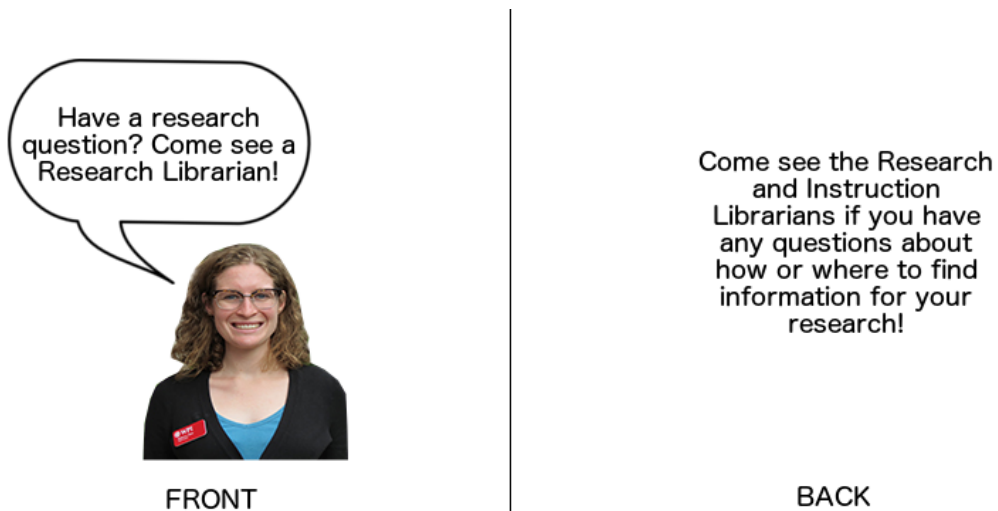 Have a research
question? Come see a
Research Librarian!
WPI
FRONT
Come see the Research
and Instruction
Librarians if you have
any questions about
how or where to find
information for your
research!
BACK